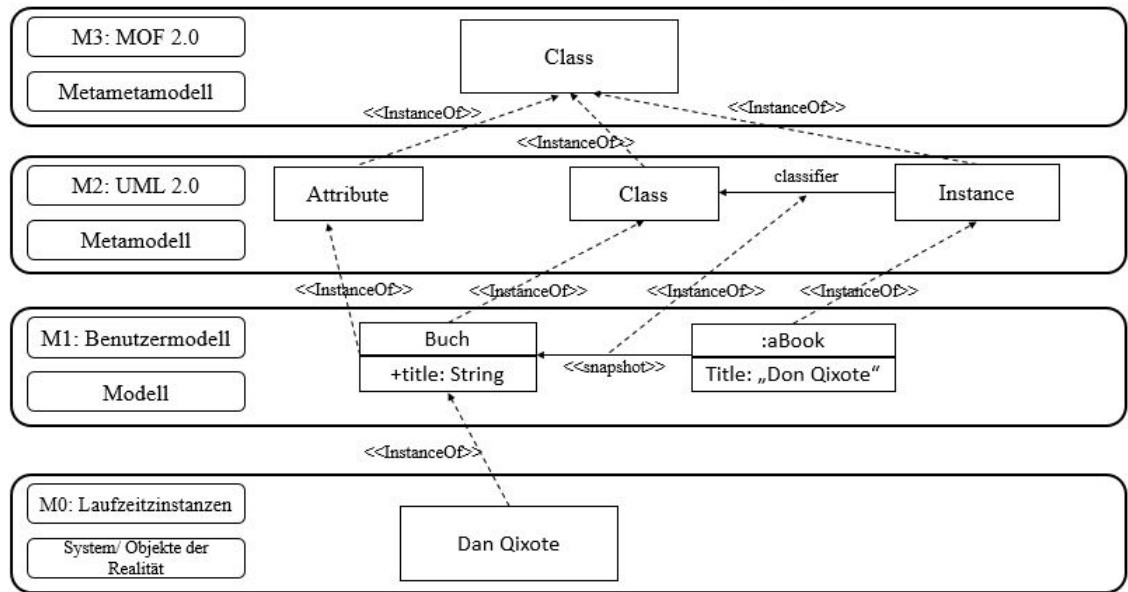 M3: MOF 2.0
Metametamodell
Class
<<InstanceOf>>
<<InstanceOf>>
<<InstanceOf>>
M2: UML 2.0
Metamodell
Attribute
Class
classifier
Instance
<<InstanceOf>>
<<InstanceOf>>
<<InstanceOf>>
<<InstanceOf>>
M1: Benutzermodell
Modell
Buch
+title: String
<<snapshot>>
:aBook
Title: „Don Qixote“
<<InstanceOf>>
M0: Laufzeitzinstanzen
System/ Objekte der
Realität
Dan Qixote